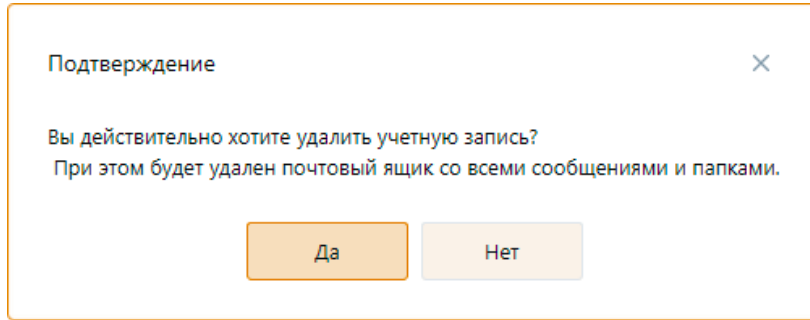 Подтверждение
Вы действительно хотите удалить учетную запись?
При этом будет удален почтовый ящик со всеми сообщениями и папками.
Да
Нет